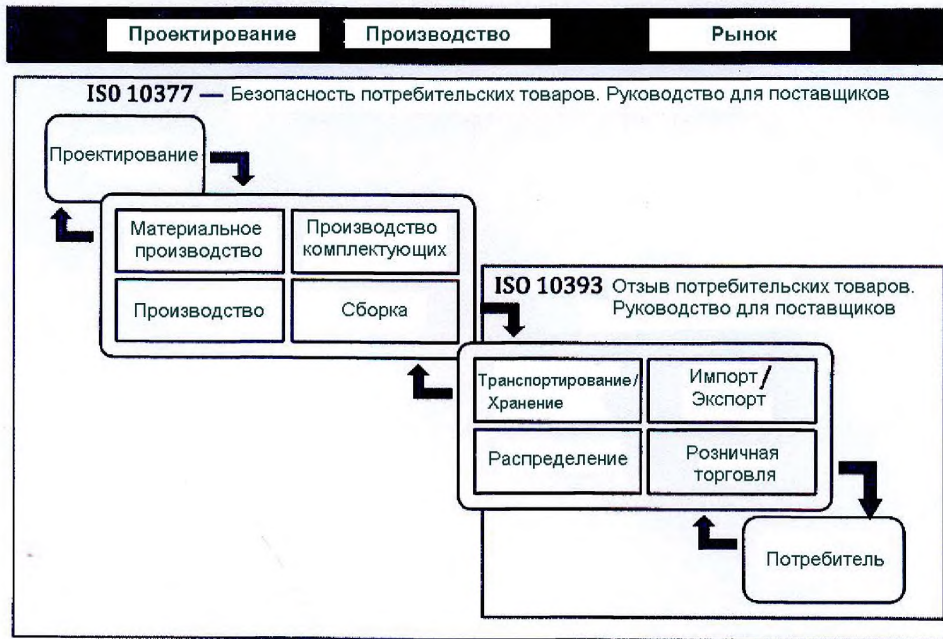 Проектирование Производство Рынок
ISO 10377 — Безопасность потребительских товаров. Руководство для поставщиков
Проектирование
Материальное
производство
Производство
комплектующих
Производство
Сборка
ISO 10393 Отзыв потребительских товаров.
Руководство для поставщиков
Транспортирование/
Хранение
Импорт/
Экспорт
Распределение
Розничная
торговля
Потребитель